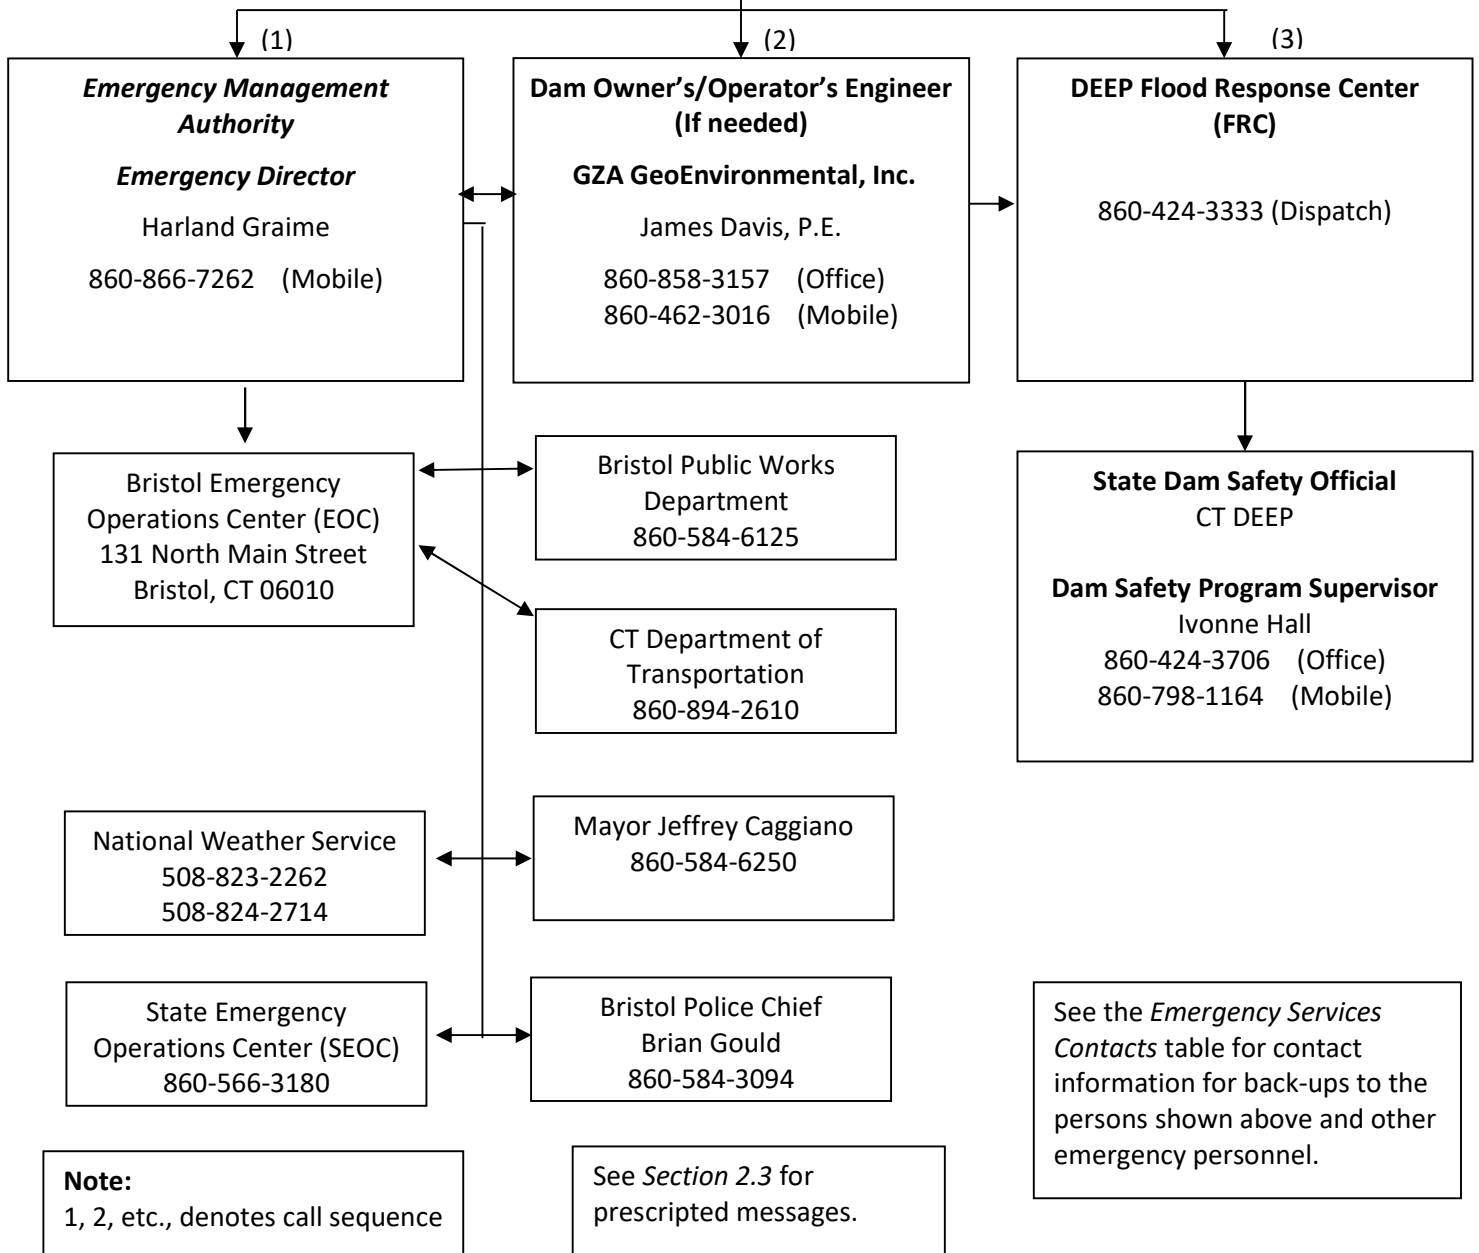 (1)
(2)
(3)
Emergency Management
Authority
Emergency Director
Harland Graime
860-866-7262 (Mobile)
Dam Owner’s/Operator’s Engineer
(If needed)
GZA GeoEnvironmental, Inc.
James Davis, P.E.
860-858-3157 (Office)
860-462-3016 (Mobile)
DEEP Flood Response Center
(FRC)
860-424-3333 (Dispatch)
Bristol Emergency
Operations Center (EOC)
131 North Main Street
Bristol, CT 06010
Bristol Public Works
Department
860-584-6125
CT Department of
Transportation
860-894-2610
State Dam Safety Official
CT DEEP
Dam Safety Program Supervisor
Ivonne Hall
860-424-3706 (Office)
860-798-1164 (Mobile)
National Weather Service
508-823-2262
508-824-2714
Mayor Jeffrey Caggiano
860-584-6250
State Emergency
Operations Center (SEOC)
860-566-3180
Bristol Police Chief
Brian Gould
860-584-3094
See the Emergency Services
Contacts table for contact
information for back-ups to the
persons shown above and other
emergency personnel.
Note:
1, 2, etc., denotes call sequence
See Section 2.3 for
prescripted messages.